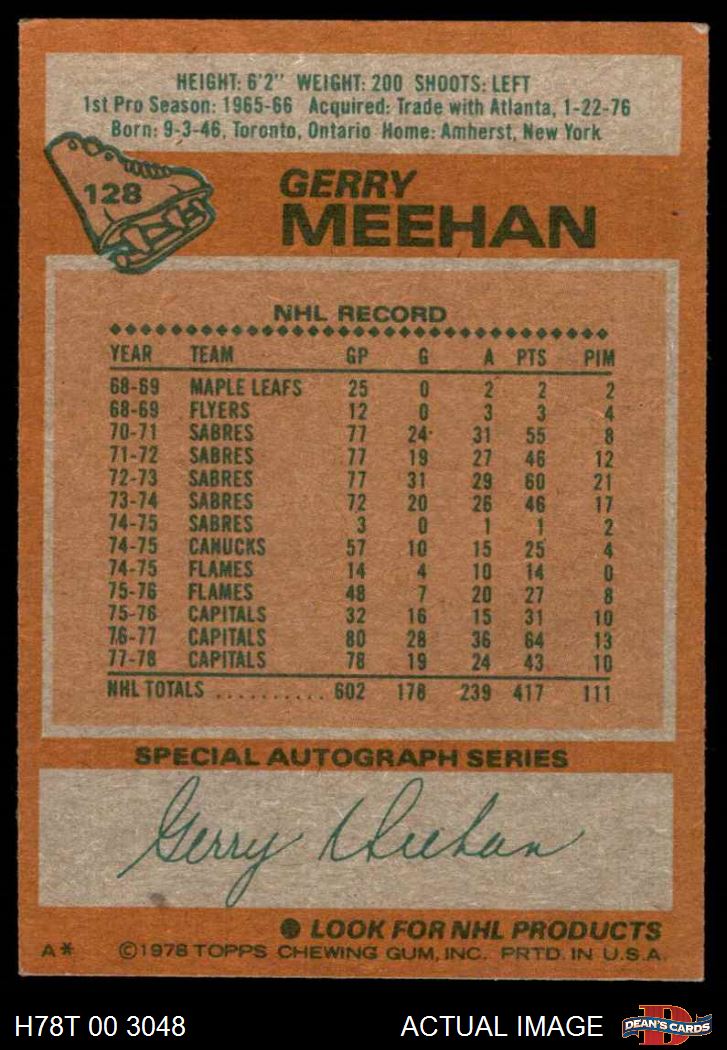 HEIGHT: 6'2" WEIGHT: 200 SHOOTS: LEFT
1st Pro Season: 1965-66 Acquired: Trade with Atlanta, 1-22-76
Born: 9-3-46, Toronto, Ontario Home: Amherst, New York
128
GERRY
MEEHAN
NHL RECORD
YEAR TEAM GP G A PTS PIM
68-69 MAPLE LEAFS 25 0 2 2 2
68-69 FLYERS 12 0 3 3 4
70-71 SABRES 77 24 31 55 8
71-72 SABRES 77 19 27 46 12
72-73 SABRES 77 31 29 60 21
73-74 SABRES 72 20 26 46 17
74-75 SABRES 3 0 1 1 2
74-75 CANUCKS 57 10 15 25 4
74-75 FLAMES 14 4 10 14 0
75-76 FLAMES 48 7 20 27 8
75-76 CAPITALS 32 16 15 31 10
76-77 CAPITALS 80 28 36 64 13
77-78 CAPITALS 78 19 24 43 10
NHL TOTALS .......... 602 178 239 417 111
SPECIAL AUTOGRAPH SERIES
Gerry Meehan
● LOOK FOR NHL PRODUCTS
A* ©1978 TOPPS CHEWING GUM, INC. PRTD. IN U.S.A.
H78T 00 3048 ACTUAL IMAGE
D
DEAN'S CARDS